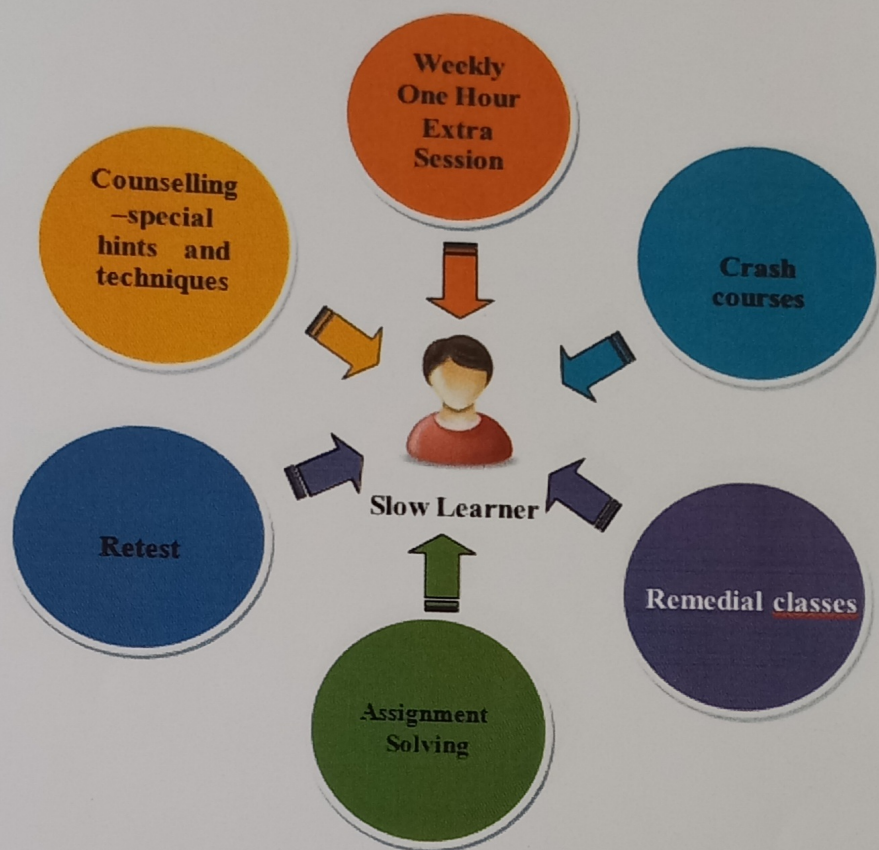 Weekly
One Hour
Extra
Session
Counselling
–special
hints and
techniques
Crash
courses
Slow Learner
Retest
Remedial classes
Assignment
Solving